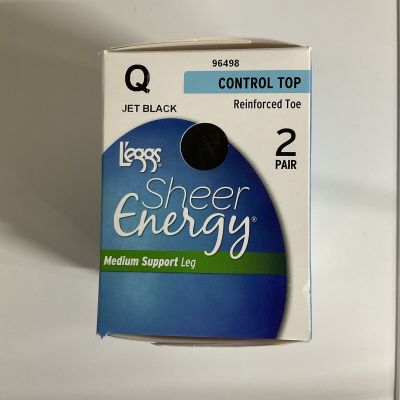 96498
Q
CONTROL TOP
JET BLACK
Reinforced Toe
2
PAIR
L'eggs®
Sheer
Energy®
Medium Support Leg